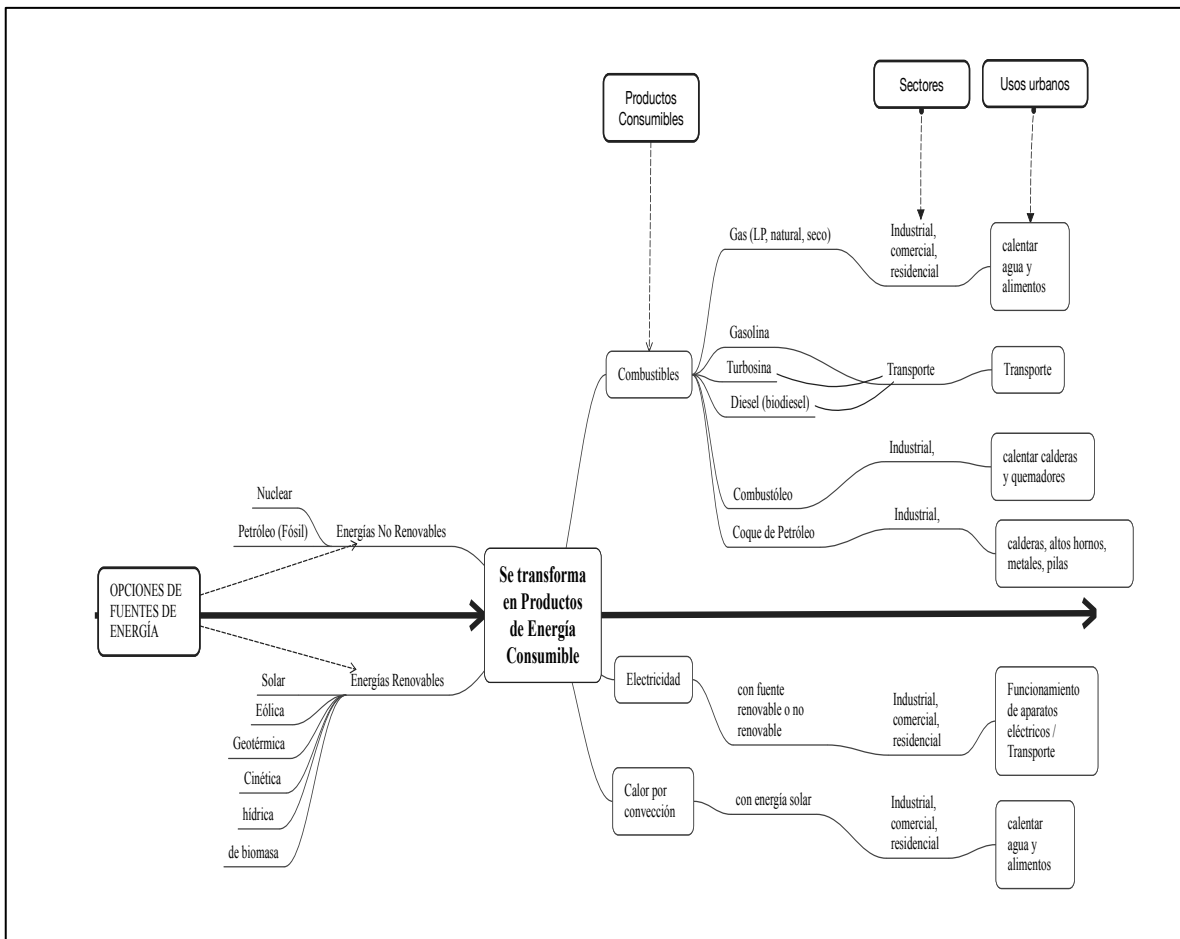 Productos
Consumibles
Sectores
Usos urbanos
Gas (LP, natural, seco)
Industrial,
comercial,
residencial
calentar
agua y
alimentos
Gasolina
Combustibles
Turbosina
Transporte
Transporte
Diesel (biodiesel)
Combustóleo
Industrial,
calentar calderas
y quemadores
Coque de Petróleo
Industrial,
calderas, altos hornos,
metales, pilas
Nuclear
Petróleo (Fósil)
Energías No Renovables
OPCIONES DE
FUENTES DE
ENERGÍA
Se transforma
en Productos
de Energía
Consumible
Solar
Energías Renovables
Eólica
Geotérmica
Cinética
hídrica
de biomasa
Electricidad
con fuente
renovable o no
renovable
Industrial,
comercial,
residencial
Funcionamiento
de aparatos
eléctricos /
Transporte
Calor por
convección
con energía solar
Industrial,
comercial,
residencial
calentar
agua y
alimentos